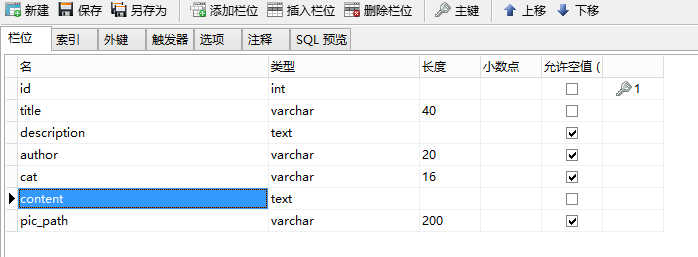 新建 保存 另存为 添加栏位 插入栏位 删除栏位 主键 上移 下移
栏位 索引 外键 触发器 选项 注释 SQL 预览
名 类型 长度 小数点 允许空值 (
id int 1
title varchar 40
description text
author varchar 20
cat varchar 16
content text
pic_path varchar 200